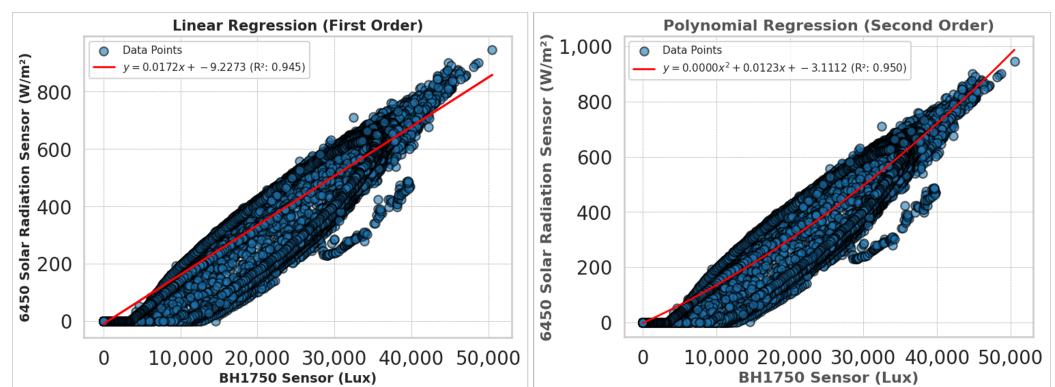 Linear Regression (First Order)
Data Points
y = 0.0172x + −9.2273 (R²: 0.945)
6450 Solar Radiation Sensor (W/m²)
800
600
400
200
0
0 10,000 20,000 30,000 40,000 50,000
BH1750 Sensor (Lux)
Polynomial Regression (Second Order)
Data Points
y = 0.0000x² + 0.0123x + −3.1112 (R²: 0.950)
6450 Solar Radiation Sensor (W/m²)
1,000
800
600
400
200
0
0 10,000 20,000 30,000 40,000 50,000
BH1750 Sensor (Lux)